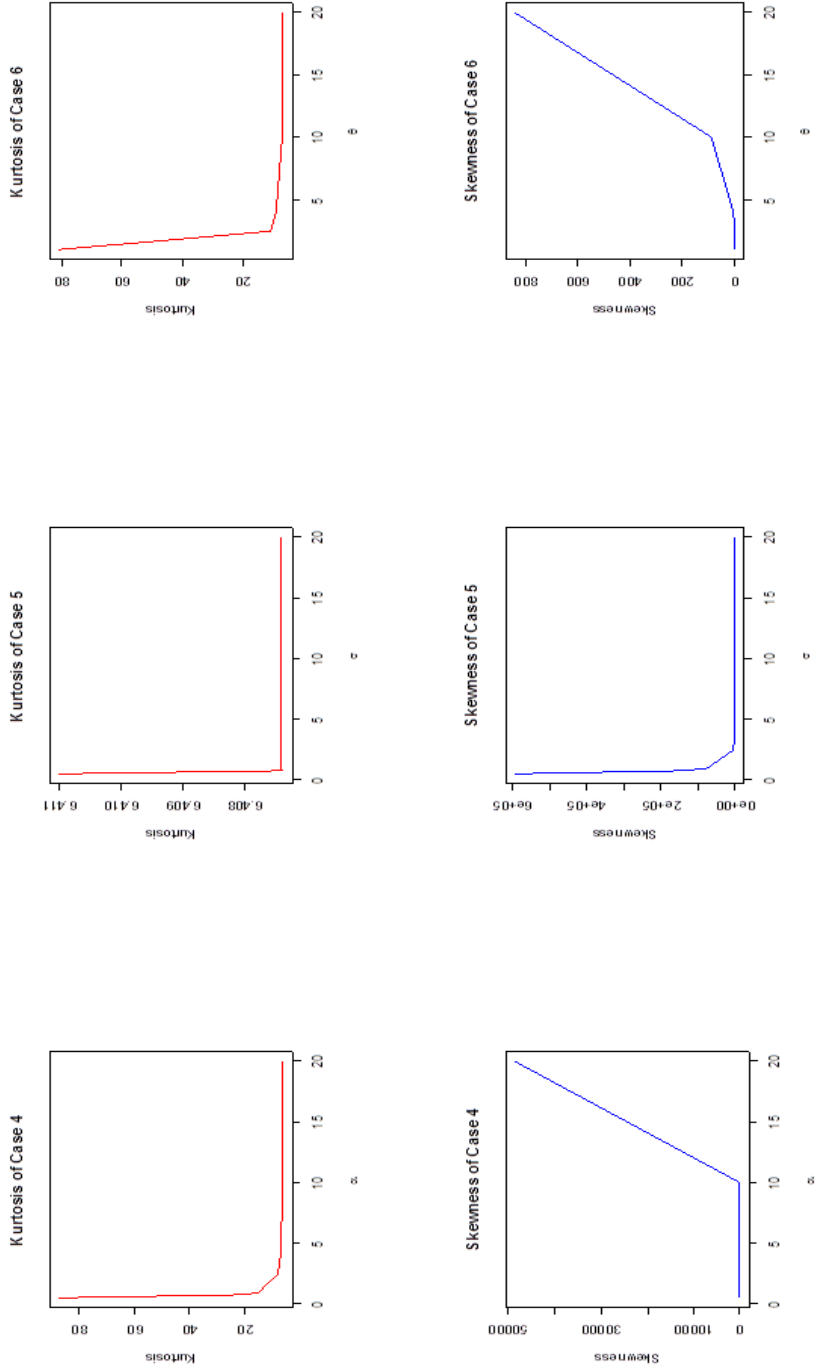 Kurtosis of Case 4
Kurtosis
80
60
40
20
0 5 10 15 20
α
Kurtosis of Case 5
Kurtosis
6.411
6.410
6.409
6.408
0 5 10 15 20
Kurtosis of Case 6
Kurtosis
80
60
40
20
5 10 15 20
θ
Skewness of Case 4
Skewness
50000
30000
10000
0
0 5 10 15 20
α
Skewness of Case 5
Skewness
6e+05
4e+05
2e+05
0e+00
0 5 10 15 20
Skewness of Case 6
Skewness
800
600
400
200
0
5 10 15 20
θ